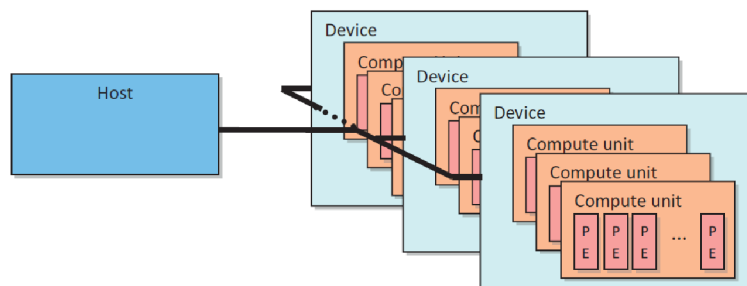 Host
Device
Device
Device
Compute unit
Compute unit
Compute unit
P P P ... P
E E E E